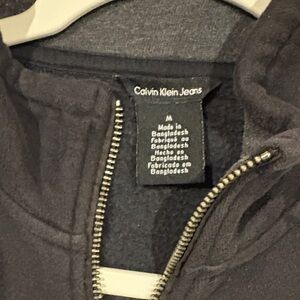 Calvin Klein Jeans
M
Made in
Bangladesh
Fabriqué au
Bangladesh
Hecho en
Bangladesh
Fabricado em
Bangladesh